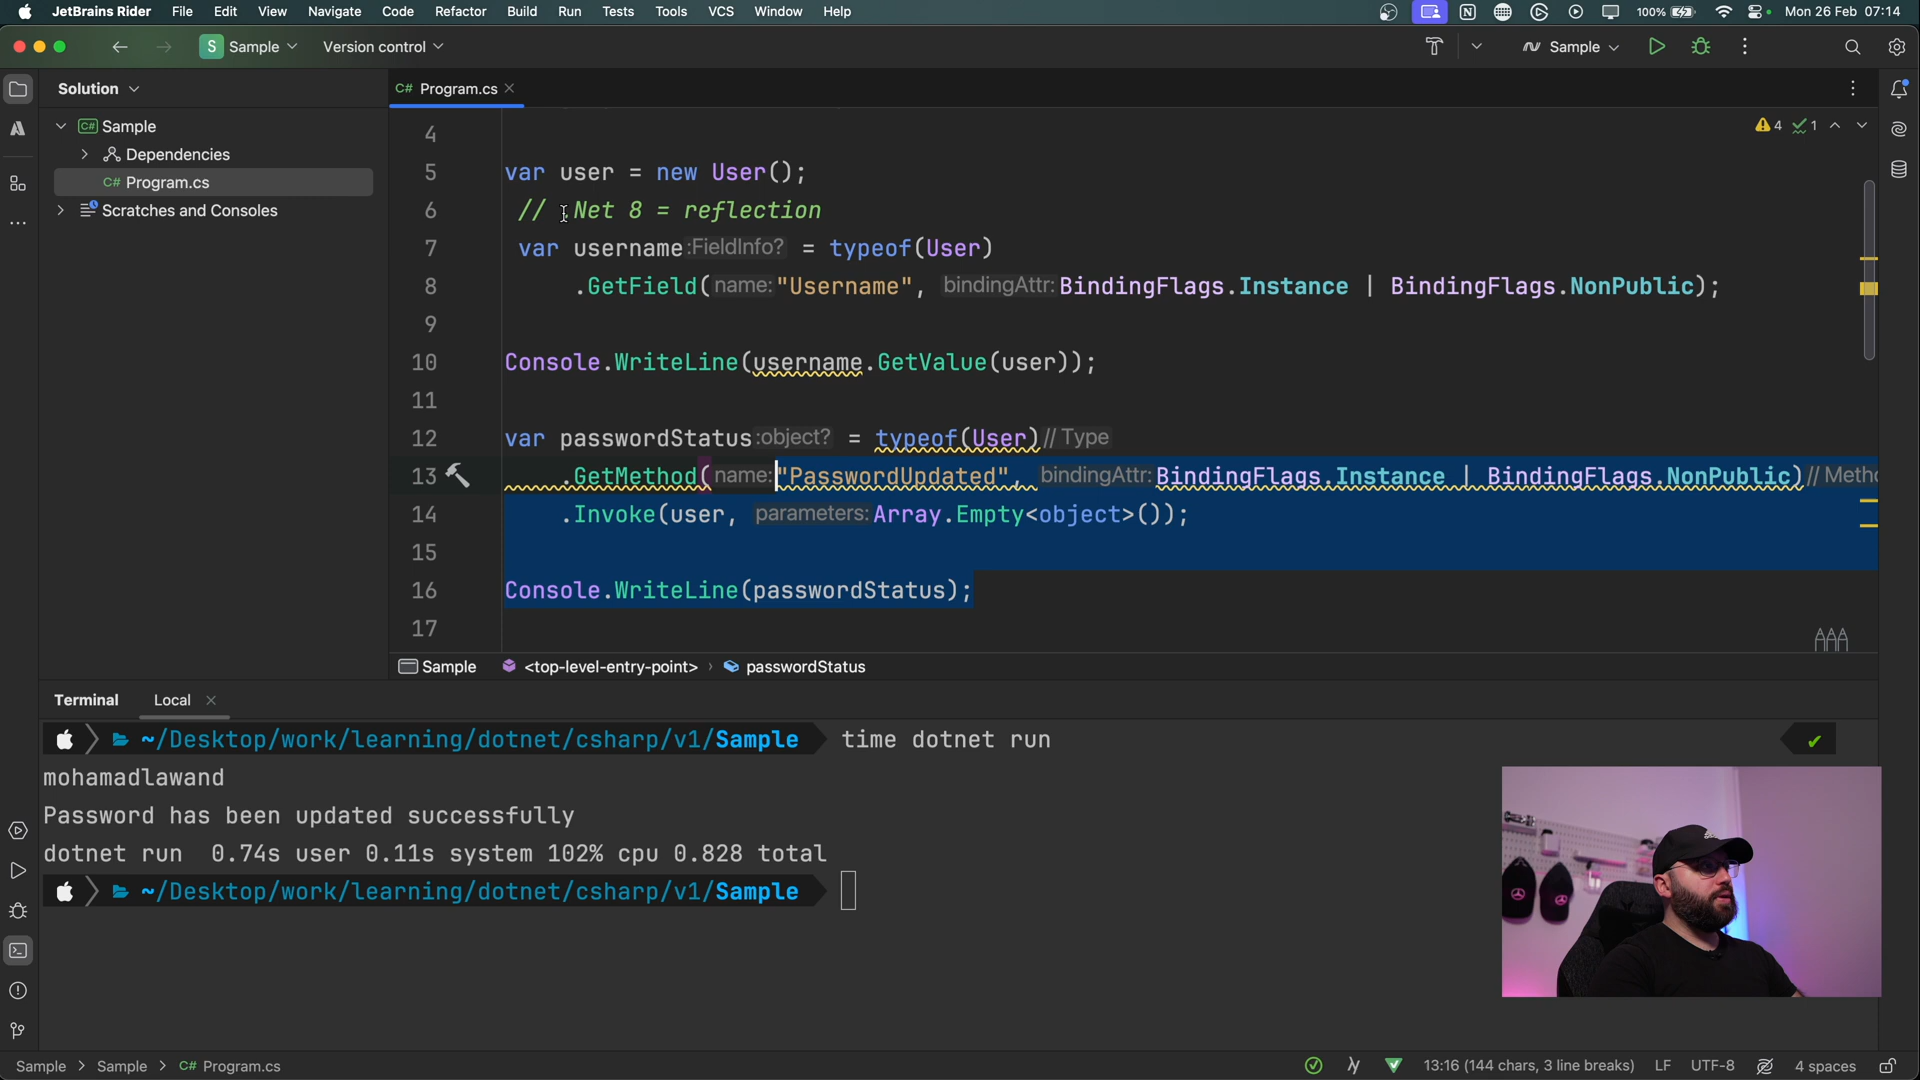 JetBrains Rider File Edit View Navigate Code Refactor Build Run Tests Tools VCS Window Help 100% Mon 26 Feb 07:14
S Sample Version control Sample
Solution
C# Program.cs
C# Sample
Dependencies
C# Program.cs
Scratches and Consoles
4 1
4
5 var user = new User();
6 // .Net 8 = reflection
7 var username :FieldInfo? = typeof(User)
8 .GetField( name: "Username", bindingAttr: BindingFlags.Instance | BindingFlags.NonPublic);
9
10 Console.WriteLine(username.GetValue(user));
11
12 var passwordStatus :object? = typeof(User) // Type
13 .GetMethod( name: "PasswordUpdated", bindingAttr: BindingFlags.Instance | BindingFlags.NonPublic) // Metho
14 .Invoke(user, parameters: Array.Empty<object>());
15
16 Console.WriteLine(passwordStatus);
17
Sample <top-level-entry-point> › passwordStatus
Terminal Local
~/Desktop/work/learning/dotnet/csharp/v1/Sample time dotnet run
mohamadlawand
Password has been updated successfully
dotnet run 0.74s user 0.11s system 102% cpu 0.828 total
~/Desktop/work/learning/dotnet/csharp/v1/Sample
Sample > Sample > C# Program.cs 13:16 (144 chars, 3 line breaks) LF UTF-8 4 spaces